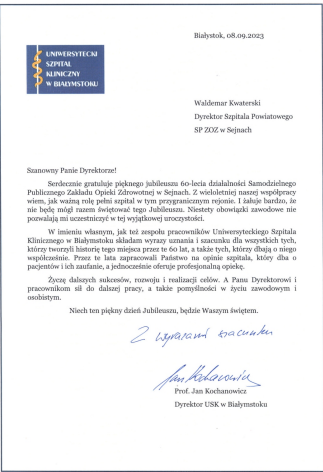 Białystok, 08.09.2023
UNIWERSYTECKI
SZPITAL
KLINICZNY
W BIAŁYMSTOKU
Waldemar Kwaterski
Dyrektor Szpitala Powiatowego
SP ZOZ w Sejnach
Szanowny Panie Dyrektorze!
Serdecznie gratuluje pięknego jubileuszu 60-lecia działalności Samodzielnego
Publicznego Zakładu Opieki Zdrowotnej w Sejnach. Z wieloletniej naszej współpracy
wiem, jak ważną rolę pełni szpital w tym przygranicznym rejonie. I żałuje bardzo, że
nie będę mógł razem świętować tego Jubileuszu. Niestety obowiązki zawodowe nie
pozwalają mi uczestniczyć w tej wyjątkowej uroczystości.
W imieniu własnym, jak też zespołu pracowników Uniwersyteckiego Szpitala
Klinicznego w Białymstoku składam wyrazy uznania i szacunku dla wszystkich tych,
którzy tworzyli historię tego miejsca przez te 60 lat, a także tych, którzy dbają o niego
współcześnie. Przez te lata zapracowali Państwo na opinie szpitala, który dba o
pacjentów i ich zaufanie, a jednocześnie oferuje profesjonalną opiekę.
Życzę dalszych sukcesów, rozwoju i realizacji celów. A Panu Dyrektorowi i
pracownikom sił do dalszej pracy, a także pomyślności w życiu zawodowym i
osobistym.
Niech ten piękny dzień Jubileuszu, będzie Waszym świętem.
Z wyrazami szacunku
Jan Kochanowicz
Prof. Jan Kochanowicz
Dyrektor USK w Białymstoku